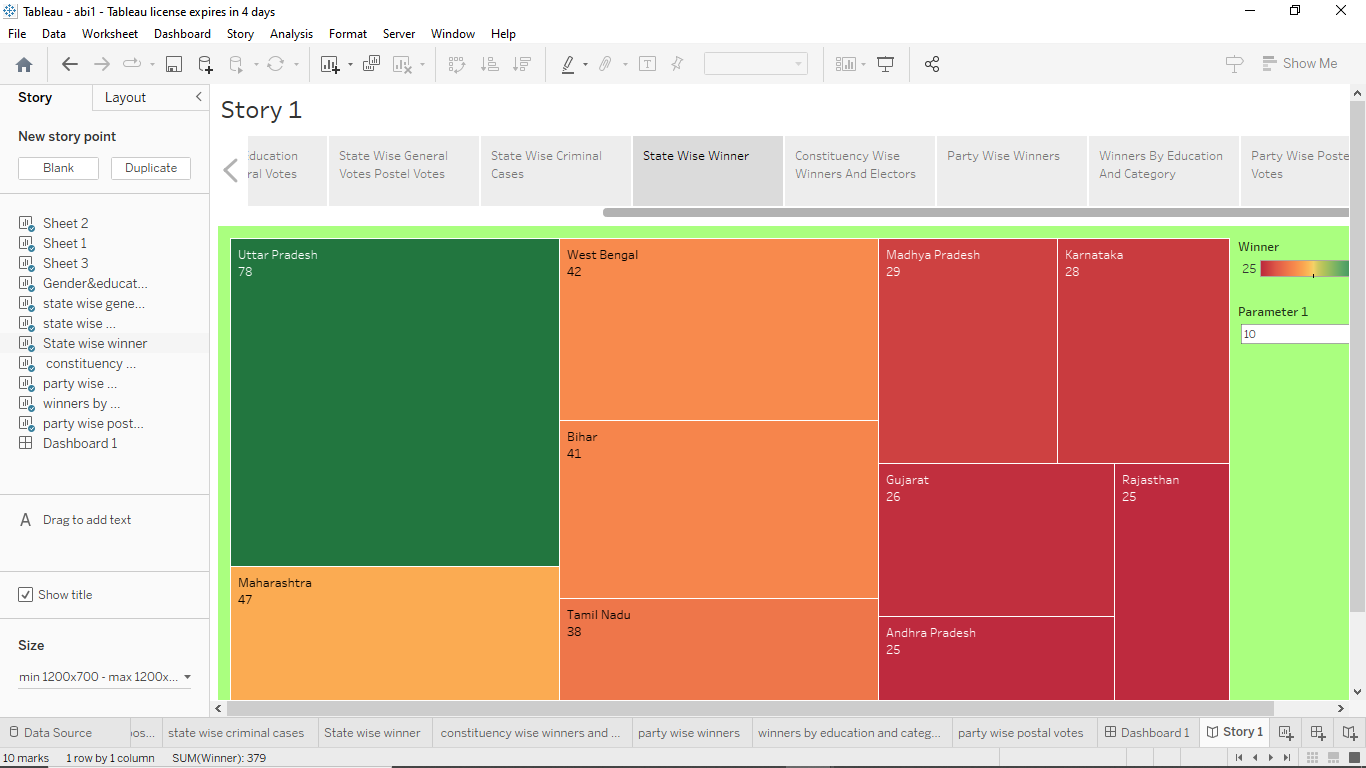 Tableau - abi1 - Tableau license expires in 4 days
File Data Worksheet Dashboard Story Analysis Format Server Window Help
Show Me
Story Layout
New story point
Blank Duplicate
Sheet 2
Sheet 1
Sheet 3
Gender&educat...
state wise gene...
state wise ...
State wise winner
constituency ...
party wise ...
winners by ...
party wise post...
Dashboard 1
A Drag to add text
Show title
Size
min 1200x700 - max 1200x...
Story 1
State Wise General
Votes Postel Votes
State Wise Criminal
Cases
State Wise Winner
Constituency Wise
Winners And Electors
Party Wise Winners
Winners By Education
And Category
Party Wise Poste
Votes
Uttar Pradesh
78
Maharashtra
47
West Bengal
42
Bihar
41
Tamil Nadu
38
Madhya Pradesh
29
Karnataka
28
Gujarat
26
Rajasthan
25
Andhra Pradesh
25
Winner
25
Parameter 1
10
Data Source os... state wise criminal cases State wise winner constituency wise winners and ... party wise winners winners by education and categ... party wise postal votes Dashboard 1 Story 1
10 marks 1 row by 1 column SUM(Winner): 379